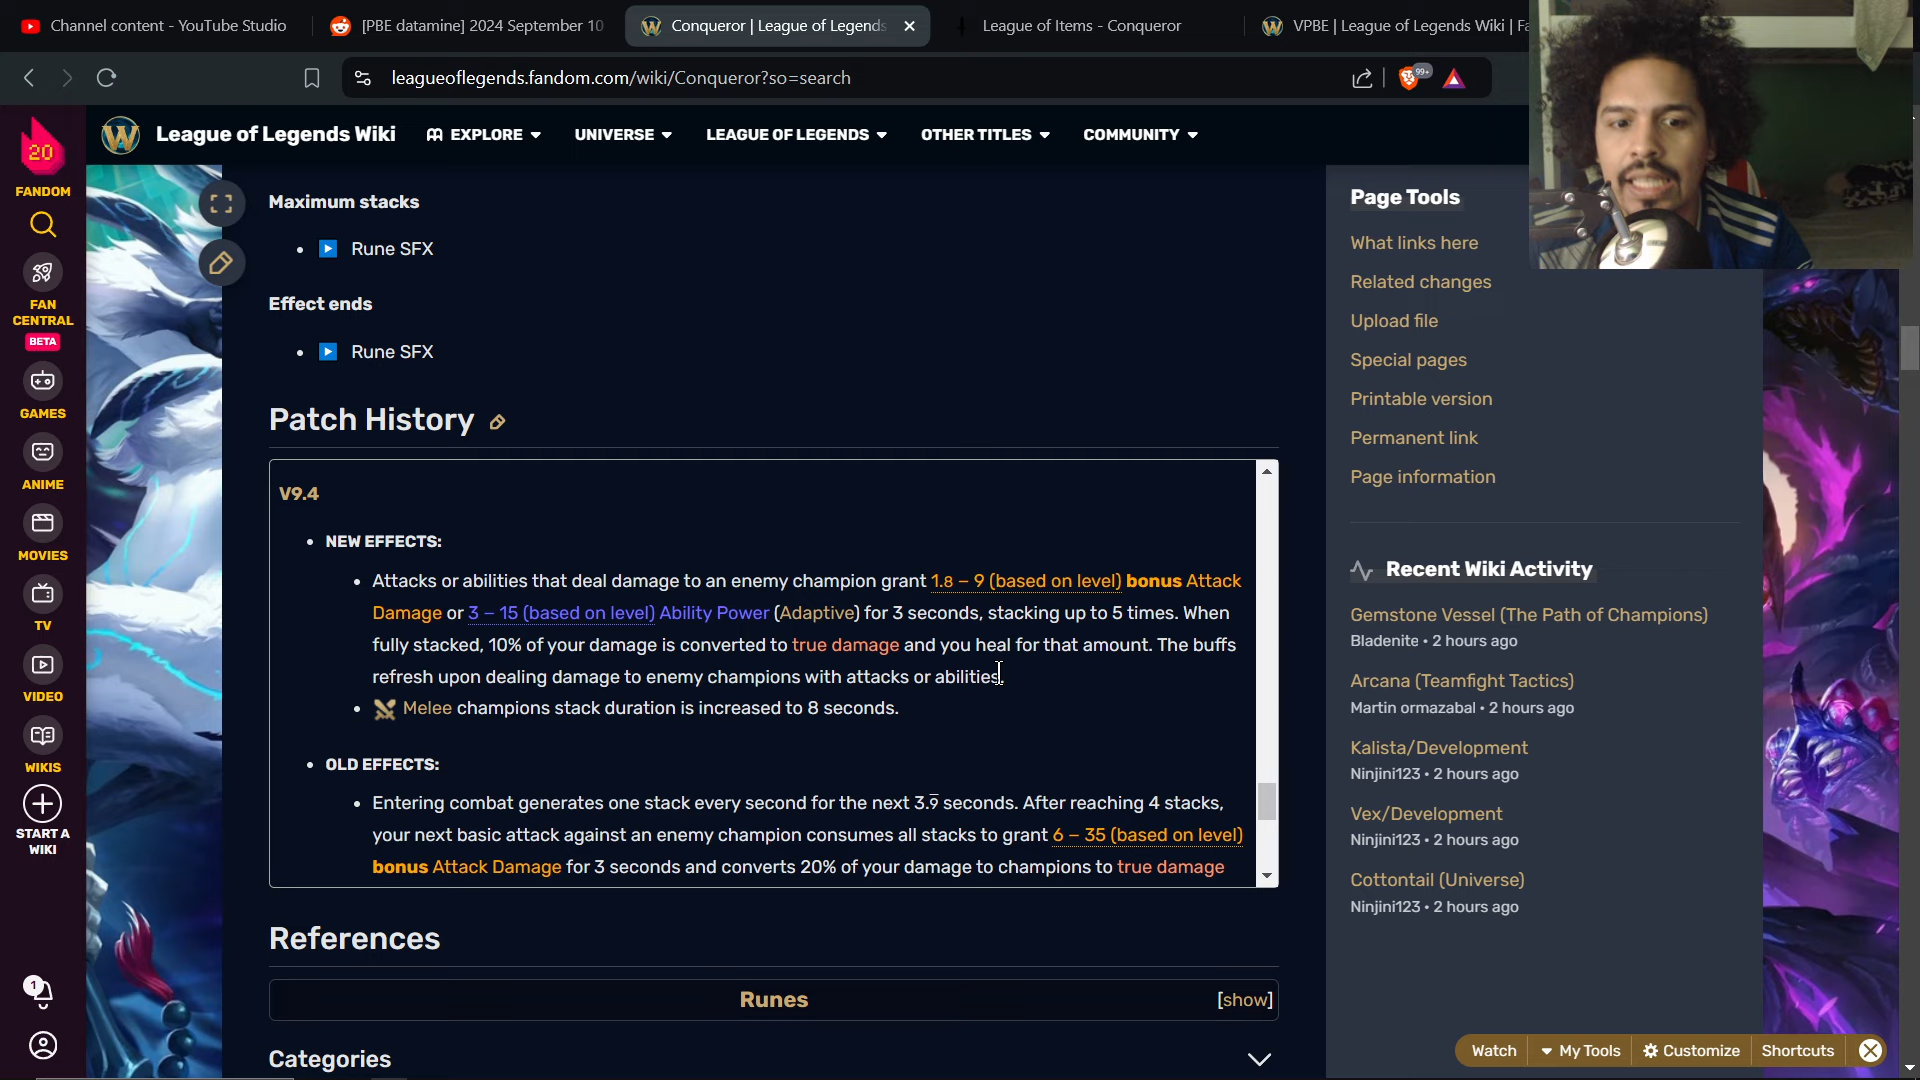 Channel content - YouTube Studio
[PBE datamine] 2024 September 10
Conqueror | League of Legends
League of Items - Conqueror
VPBE | League of Legends Wiki | Fa
leagueoflegends.fandom.com/wiki/Conqueror?so=search
99+
20
FANDOM
FAN
CENTRAL
BETA
GAMES
ANIME
MOVIES
TV
VIDEO
WIKIS
START A
WIKI
1
League of Legends Wiki
EXPLORE
UNIVERSE
LEAGUE OF LEGENDS
OTHER TITLES
COMMUNITY
Maximum stacks
Rune SFX
Effect ends
Rune SFX
Patch History
V9.4
• NEW EFFECTS:
• Attacks or abilities that deal damage to an enemy champion grant 1.8 – 9 (based on level) bonus Attack
Damage or 3 – 15 (based on level) Ability Power (Adaptive) for 3 seconds, stacking up to 5 times. When
fully stacked, 10% of your damage is converted to true damage and you heal for that amount. The buffs
refresh upon dealing damage to enemy champions with attacks or abilities.
• Melee champions stack duration is increased to 8 seconds.
• OLD EFFECTS:
• Entering combat generates one stack every second for the next 3.9̅ seconds. After reaching 4 stacks,
your next basic attack against an enemy champion consumes all stacks to grant 6 – 35 (based on level)
bonus Attack Damage for 3 seconds and converts 20% of your damage to champions to true damage
References
Runes
[show]
Categories
Page Tools
What links here
Related changes
Upload file
Special pages
Printable version
Permanent link
Page information
Recent Wiki Activity
Gemstone Vessel (The Path of Champions)
Bladenite • 2 hours ago
Arcana (Teamfight Tactics)
Martin ormazabal • 2 hours ago
Kalista/Development
Ninjini123 • 2 hours ago
Vex/Development
Ninjini123 • 2 hours ago
Cottontail (Universe)
Ninjini123 • 2 hours ago
Watch
My Tools
Customize
Shortcuts